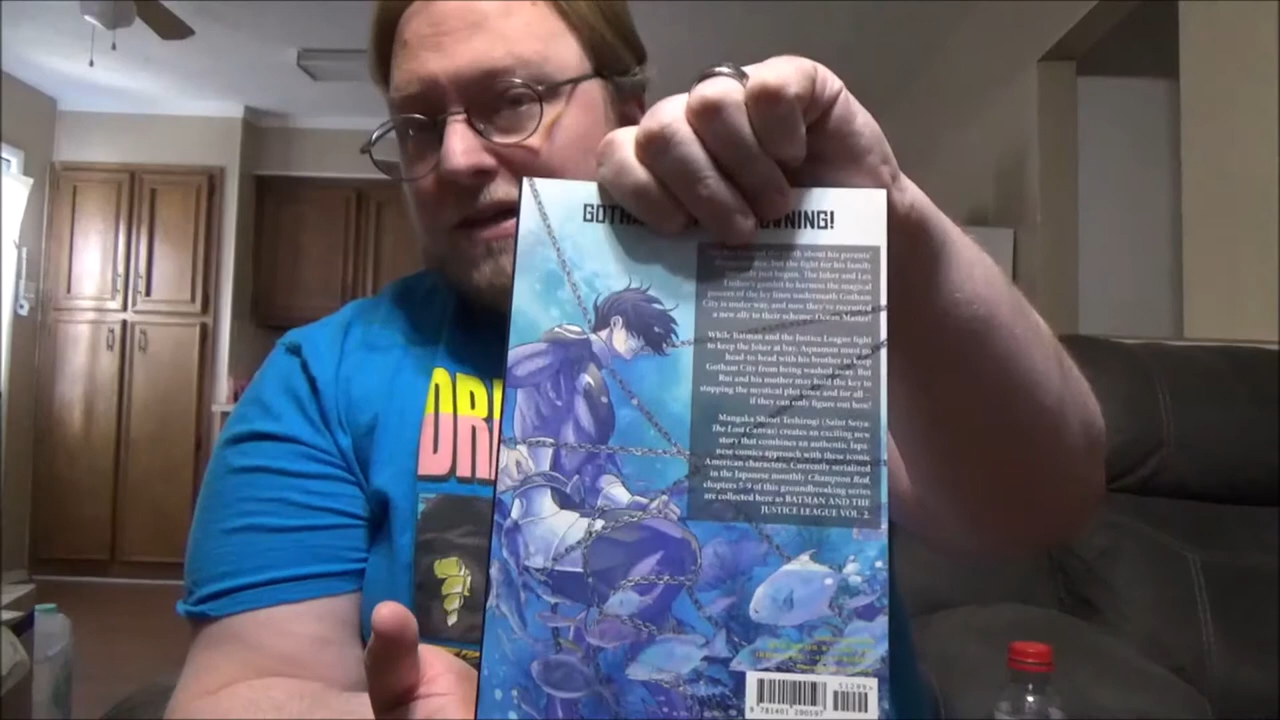 GOTHA WNING!
truth about his parents'
but the fight for his family
just begun. The Joker and Lex
Luthor's gambit to harness the magical
powers of the ley lines underneath Gotham
City is under way, and now they've recruited
a new ally to their scheme: Ocean Master!
While Batman and the Justice League fight
to keep the Joker at bay, Aquaman must go
head-to-head with his brother to keep
Gotham City from being washed away. But
Rui and his mother may hold the key to
stopping the mystical plot once and for all—
if they can only figure out how!
Mangaka Shiori Teshirogi (Saint Seiya:
The Lost Canvas) creates an exciting new
story that combines an authentic Japa-
nese comics approach with these iconic
American characters. Currently serialized
in the Japanese monthly Champion Red,
chapters 5-9 of this groundbreaking series
are collected here as BATMAN AND THE
JUSTICE LEAGUE VOL. 2.
DR
51299>